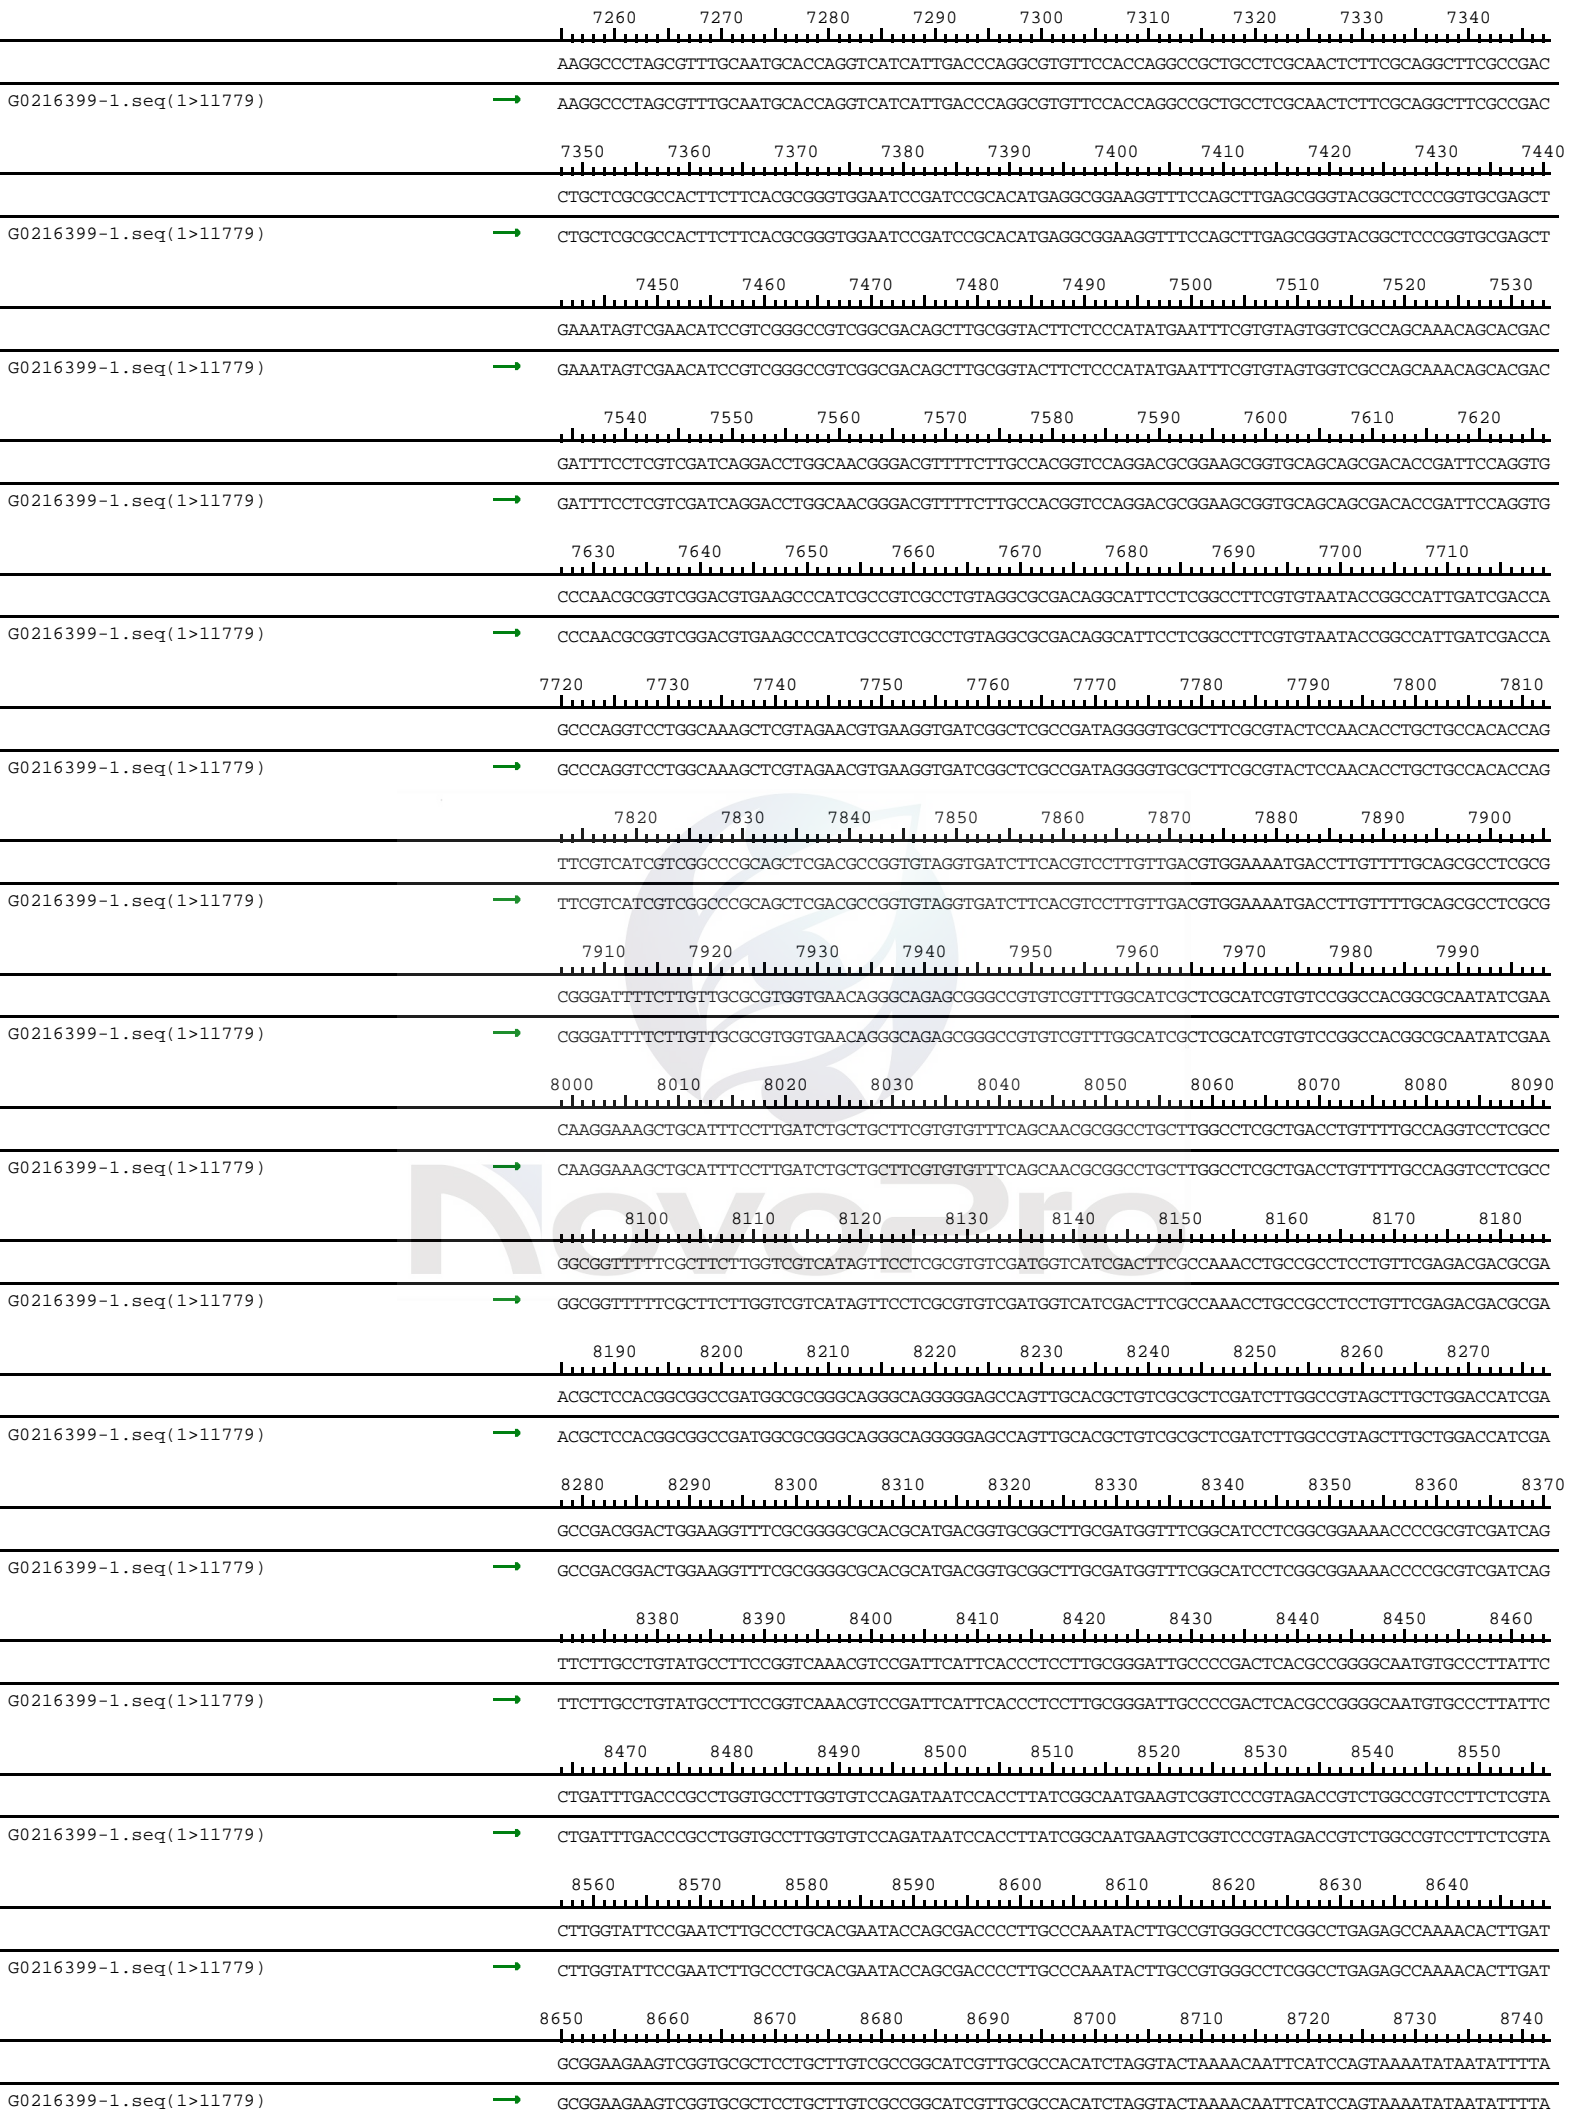 7260 7270 7280 7290 7300 7310 7320 7330 7340
AAGGCCCTAGCGTTTGCAATGCACCAGGTCATCATTGACCCAGGCGTGTTCCACCAGGCCGCTGCCTCGCAACTCTTCGCAGGCTTCGCCGAC
G0216399-1.seq(1>11779) AAGGCCCTAGCGTTTGCAATGCACCAGGTCATCATTGACCCAGGCGTGTTCCACCAGGCCGCTGCCTCGCAACTCTTCGCAGGCTTCGCCGAC
7350 7360 7370 7380 7390 7400 7410 7420 7430 7440
CTGCTCGCGCCACTTCTTCACGCGGGTGGAATCCGATCCGCACATGAGGCGGAAGGTTTCCAGCTTGAGCGGGTACGGCTCCCGGTGCGAGCT
G0216399-1.seq(1>11779) CTGCTCGCGCCACTTCTTCACGCGGGTGGAATCCGATCCGCACATGAGGCGGAAGGTTTCCAGCTTGAGCGGGTACGGCTCCCGGTGCGAGCT
7450 7460 7470 7480 7490 7500 7510 7520 7530
GAAATAGTCGAACATCCGTCGGGCCGTCGGCGACAGCTTGCGGTACTTCTCCCATATGAATTTCGTGTAGTGGTCGCCAGCAAACAGCACGAC
G0216399-1.seq(1>11779) GAAATAGTCGAACATCCGTCGGGCCGTCGGCGACAGCTTGCGGTACTTCTCCCATATGAATTTCGTGTAGTGGTCGCCAGCAAACAGCACGAC
7540 7550 7560 7570 7580 7590 7600 7610 7620
GATTTCCTCGTCGATCAGGACCTGGCAACGGGACGTTTTCTTGCCACGGTCCAGGACGCGGAAGCGGTGCAGCAGCGACACCGATTCCAGGTG
G0216399-1.seq(1>11779) GATTTCCTCGTCGATCAGGACCTGGCAACGGGACGTTTTCTTGCCACGGTCCAGGACGCGGAAGCGGTGCAGCAGCGACACCGATTCCAGGTG
7630 7640 7650 7660 7670 7680 7690 7700 7710
CCCAACGCGGTCGGACGTGAAGCCCATCGCCGTCGCCTGTAGGCGCGACAGGCATTCCTCGGCCTTCGTGTAATACCGGCCATTGATCGACCA
G0216399-1.seq(1>11779) CCCAACGCGGTCGGACGTGAAGCCCATCGCCGTCGCCTGTAGGCGCGACAGGCATTCCTCGGCCTTCGTGTAATACCGGCCATTGATCGACCA
7720 7730 7740 7750 7760 7770 7780 7790 7800 7810
GCCCAGGTCCTGGCAAAGCTCGTAGAACGTGAAGGTGATCGGCTCGCCGATAGGGGTGCGCTTCGCGTACTCCAACACCTGCTGCCACACCAG
G0216399-1.seq(1>11779) GCCCAGGTCCTGGCAAAGCTCGTAGAACGTGAAGGTGATCGGCTCGCCGATAGGGGTGCGCTTCGCGTACTCCAACACCTGCTGCCACACCAG
7820 7830 7840 7850 7860 7870 7880 7890 7900
TTCGTCATCGTCGGCCCGCAGCTCGACGCCGGTGTAGGTGATCTTCACGTCCTTGTTGACGTGGAAAATGACCTTGTTTTGCAGCGCCTCGCG
G0216399-1.seq(1>11779) TTCGTCATCGTCGGCCCGCAGCTCGACGCCGGTGTAGGTGATCTTCACGTCCTTGTTGACGTGGAAAATGACCTTGTTTTGCAGCGCCTCGCG
7910 7920 7930 7940 7950 7960 7970 7980 7990
CGGGATTTTCTTGTTGCGCGTGGTGAACAGGGCAGAGCGGGCCGTGTCGTTTGGCATCGCTCGCATCGTGTCCGGCCACGGCGCAATATCGAA
G0216399-1.seq(1>11779) CGGGATTTTCTTGTTGCGCGTGGTGAACAGGGCAGAGCGGGCCGTGTCGTTTGGCATCGCTCGCATCGTGTCCGGCCACGGCGCAATATCGAA
8000 8010 8020 8030 8040 8050 8060 8070 8080 8090
CAAGGAAAGCTGCATTTCCTTGATCTGCTGCTTCGTGTGTTTCAGCAACGCGGCCTGCTTGGCCTCGCTGACCTGTTTTGCCAGGTCCTCGCC
G0216399-1.seq(1>11779) CAAGGAAAGCTGCATTTCCTTGATCTGCTGCTTCGTGTGTTTCAGCAACGCGGCCTGCTTGGCCTCGCTGACCTGTTTTGCCAGGTCCTCGCC
NovoPro
8100 8110 8120 8130 8140 8150 8160 8170 8180
GGCGGTTTTTCGCTTCTTGGTCGTCATAGTTCCTCGCGTGTCGATGGTCATCGACTTCGCCAAACCTGCCGCCTCCTGTTCGAGACGACGCGA
G0216399-1.seq(1>11779) GGCGGTTTTTCGCTTCTTGGTCGTCATAGTTCCTCGCGTGTCGATGGTCATCGACTTCGCCAAACCTGCCGCCTCCTGTTCGAGACGACGCGA
8190 8200 8210 8220 8230 8240 8250 8260 8270
ACGCTCCACGGCGGCCGATGGCGCGGGCAGGGCAGGGGGAGCCAGTTGCACGCTGTCGCGCTCGATCTTGGCCGTAGCTTGCTGGACCATCGA
G0216399-1.seq(1>11779) ACGCTCCACGGCGGCCGATGGCGCGGGCAGGGCAGGGGGAGCCAGTTGCACGCTGTCGCGCTCGATCTTGGCCGTAGCTTGCTGGACCATCGA
8280 8290 8300 8310 8320 8330 8340 8350 8360 8370
GCCGACGGACTGGAAGGTTTCGCGGGGCGCACGCATGACGGTGCGGCTTGCGATGGTTTCGGCATCCTCGGCGGAAAACCCCGCGTCGATCAG
G0216399-1.seq(1>11779) GCCGACGGACTGGAAGGTTTCGCGGGGCGCACGCATGACGGTGCGGCTTGCGATGGTTTCGGCATCCTCGGCGGAAAACCCCGCGTCGATCAG
8380 8390 8400 8410 8420 8430 8440 8450 8460
TTCTTGCCTGTATGCCTTCCGGTCAAACGTCCGATTCATTCACCCTCCTTGCGGGATTGCCCCGACTCACGCCGGGGCAATGTGCCCTTATTC
G0216399-1.seq(1>11779) TTCTTGCCTGTATGCCTTCCGGTCAAACGTCCGATTCATTCACCCTCCTTGCGGGATTGCCCCGACTCACGCCGGGGCAATGTGCCCTTATTC
8470 8480 8490 8500 8510 8520 8530 8540 8550
CTGATTTGACCCGCCTGGTGCCTTGGTGTCCAGATAATCCACCTTATCGGCAATGAAGTCGGTCCCGTAGACCGTCTGGCCGTCCTTCTCGTA
G0216399-1.seq(1>11779) CTGATTTGACCCGCCTGGTGCCTTGGTGTCCAGATAATCCACCTTATCGGCAATGAAGTCGGTCCCGTAGACCGTCTGGCCGTCCTTCTCGTA
8560 8570 8580 8590 8600 8610 8620 8630 8640
CTTGGTATTCCGAATCTTGCCCTGCACGAATACCAGCGACCCCTTGCCCAAATACTTGCCGTGGGCCTCGGCCTGAGAGCCAAAACACTTGAT
G0216399-1.seq(1>11779) CTTGGTATTCCGAATCTTGCCCTGCACGAATACCAGCGACCCCTTGCCCAAATACTTGCCGTGGGCCTCGGCCTGAGAGCCAAAACACTTGAT
8650 8660 8670 8680 8690 8700 8710 8720 8730 8740
GCGGAAGAAGTCGGTGCGCTCCTGCTTGTCGCCGGCATCGTTGCGCCACATCTAGGTACTAAAACAATTCATCCAGTAAAATATAATATTTTA
G0216399-1.seq(1>11779) GCGGAAGAAGTCGGTGCGCTCCTGCTTGTCGCCGGCATCGTTGCGCCACATCTAGGTACTAAAACAATTCATCCAGTAAAATATAATATTTTA